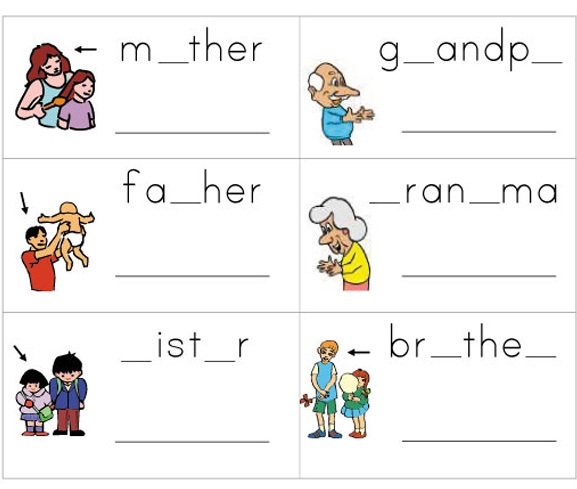 m_ther
g_andp_
fa_her
_ran_ma
_ist_r
br_the_